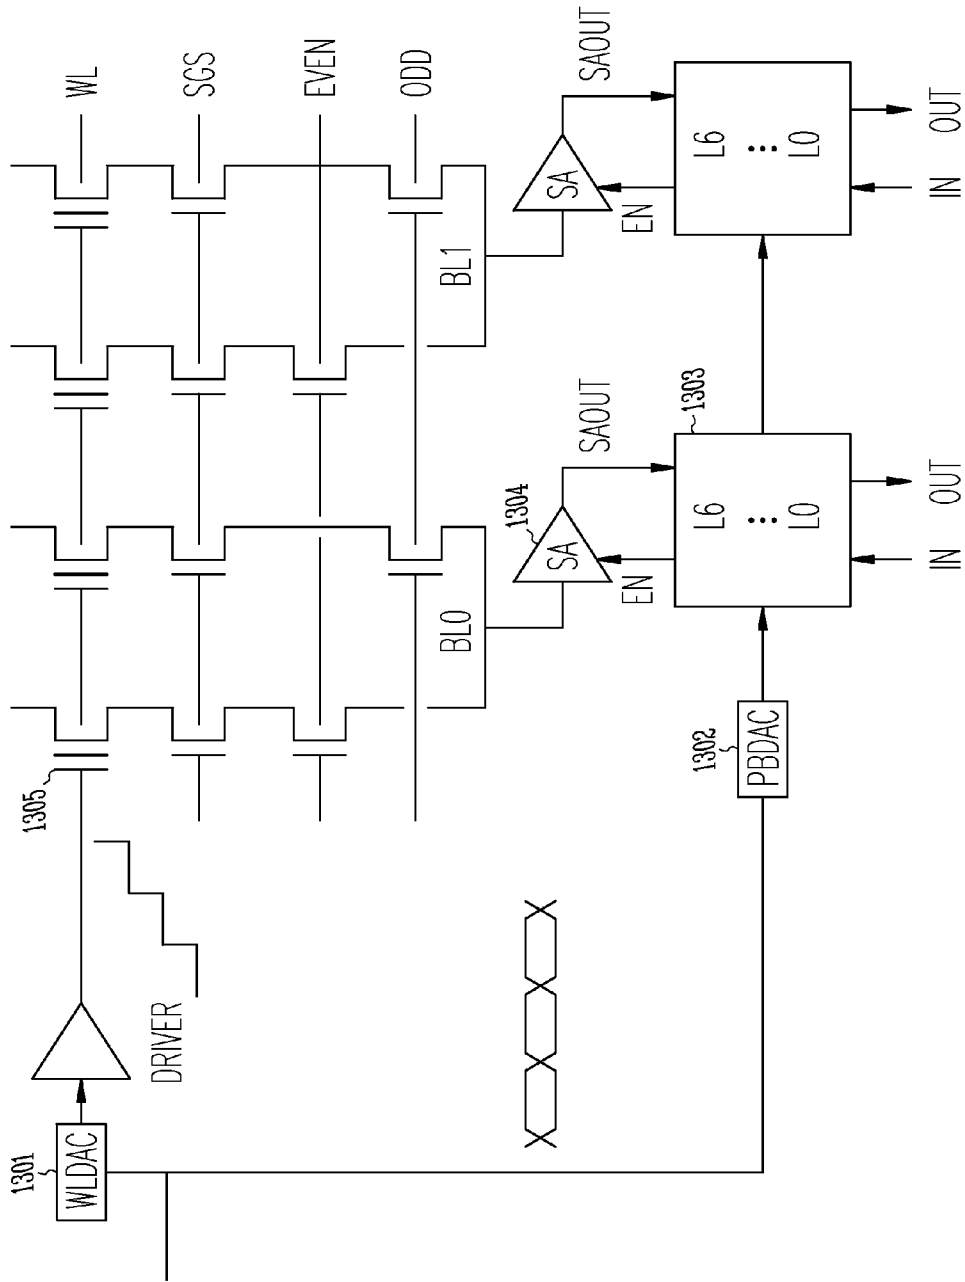 WL
SGS
EVEN
ODD
1305
DRIVER
1301
WLDAC
BL0
BL1
1304
SA
EN
SAOUT
SA
EN
SAOUT
1302
PBDAC
1303
L6
L0
IN
OUT
L6
L0
IN
OUT